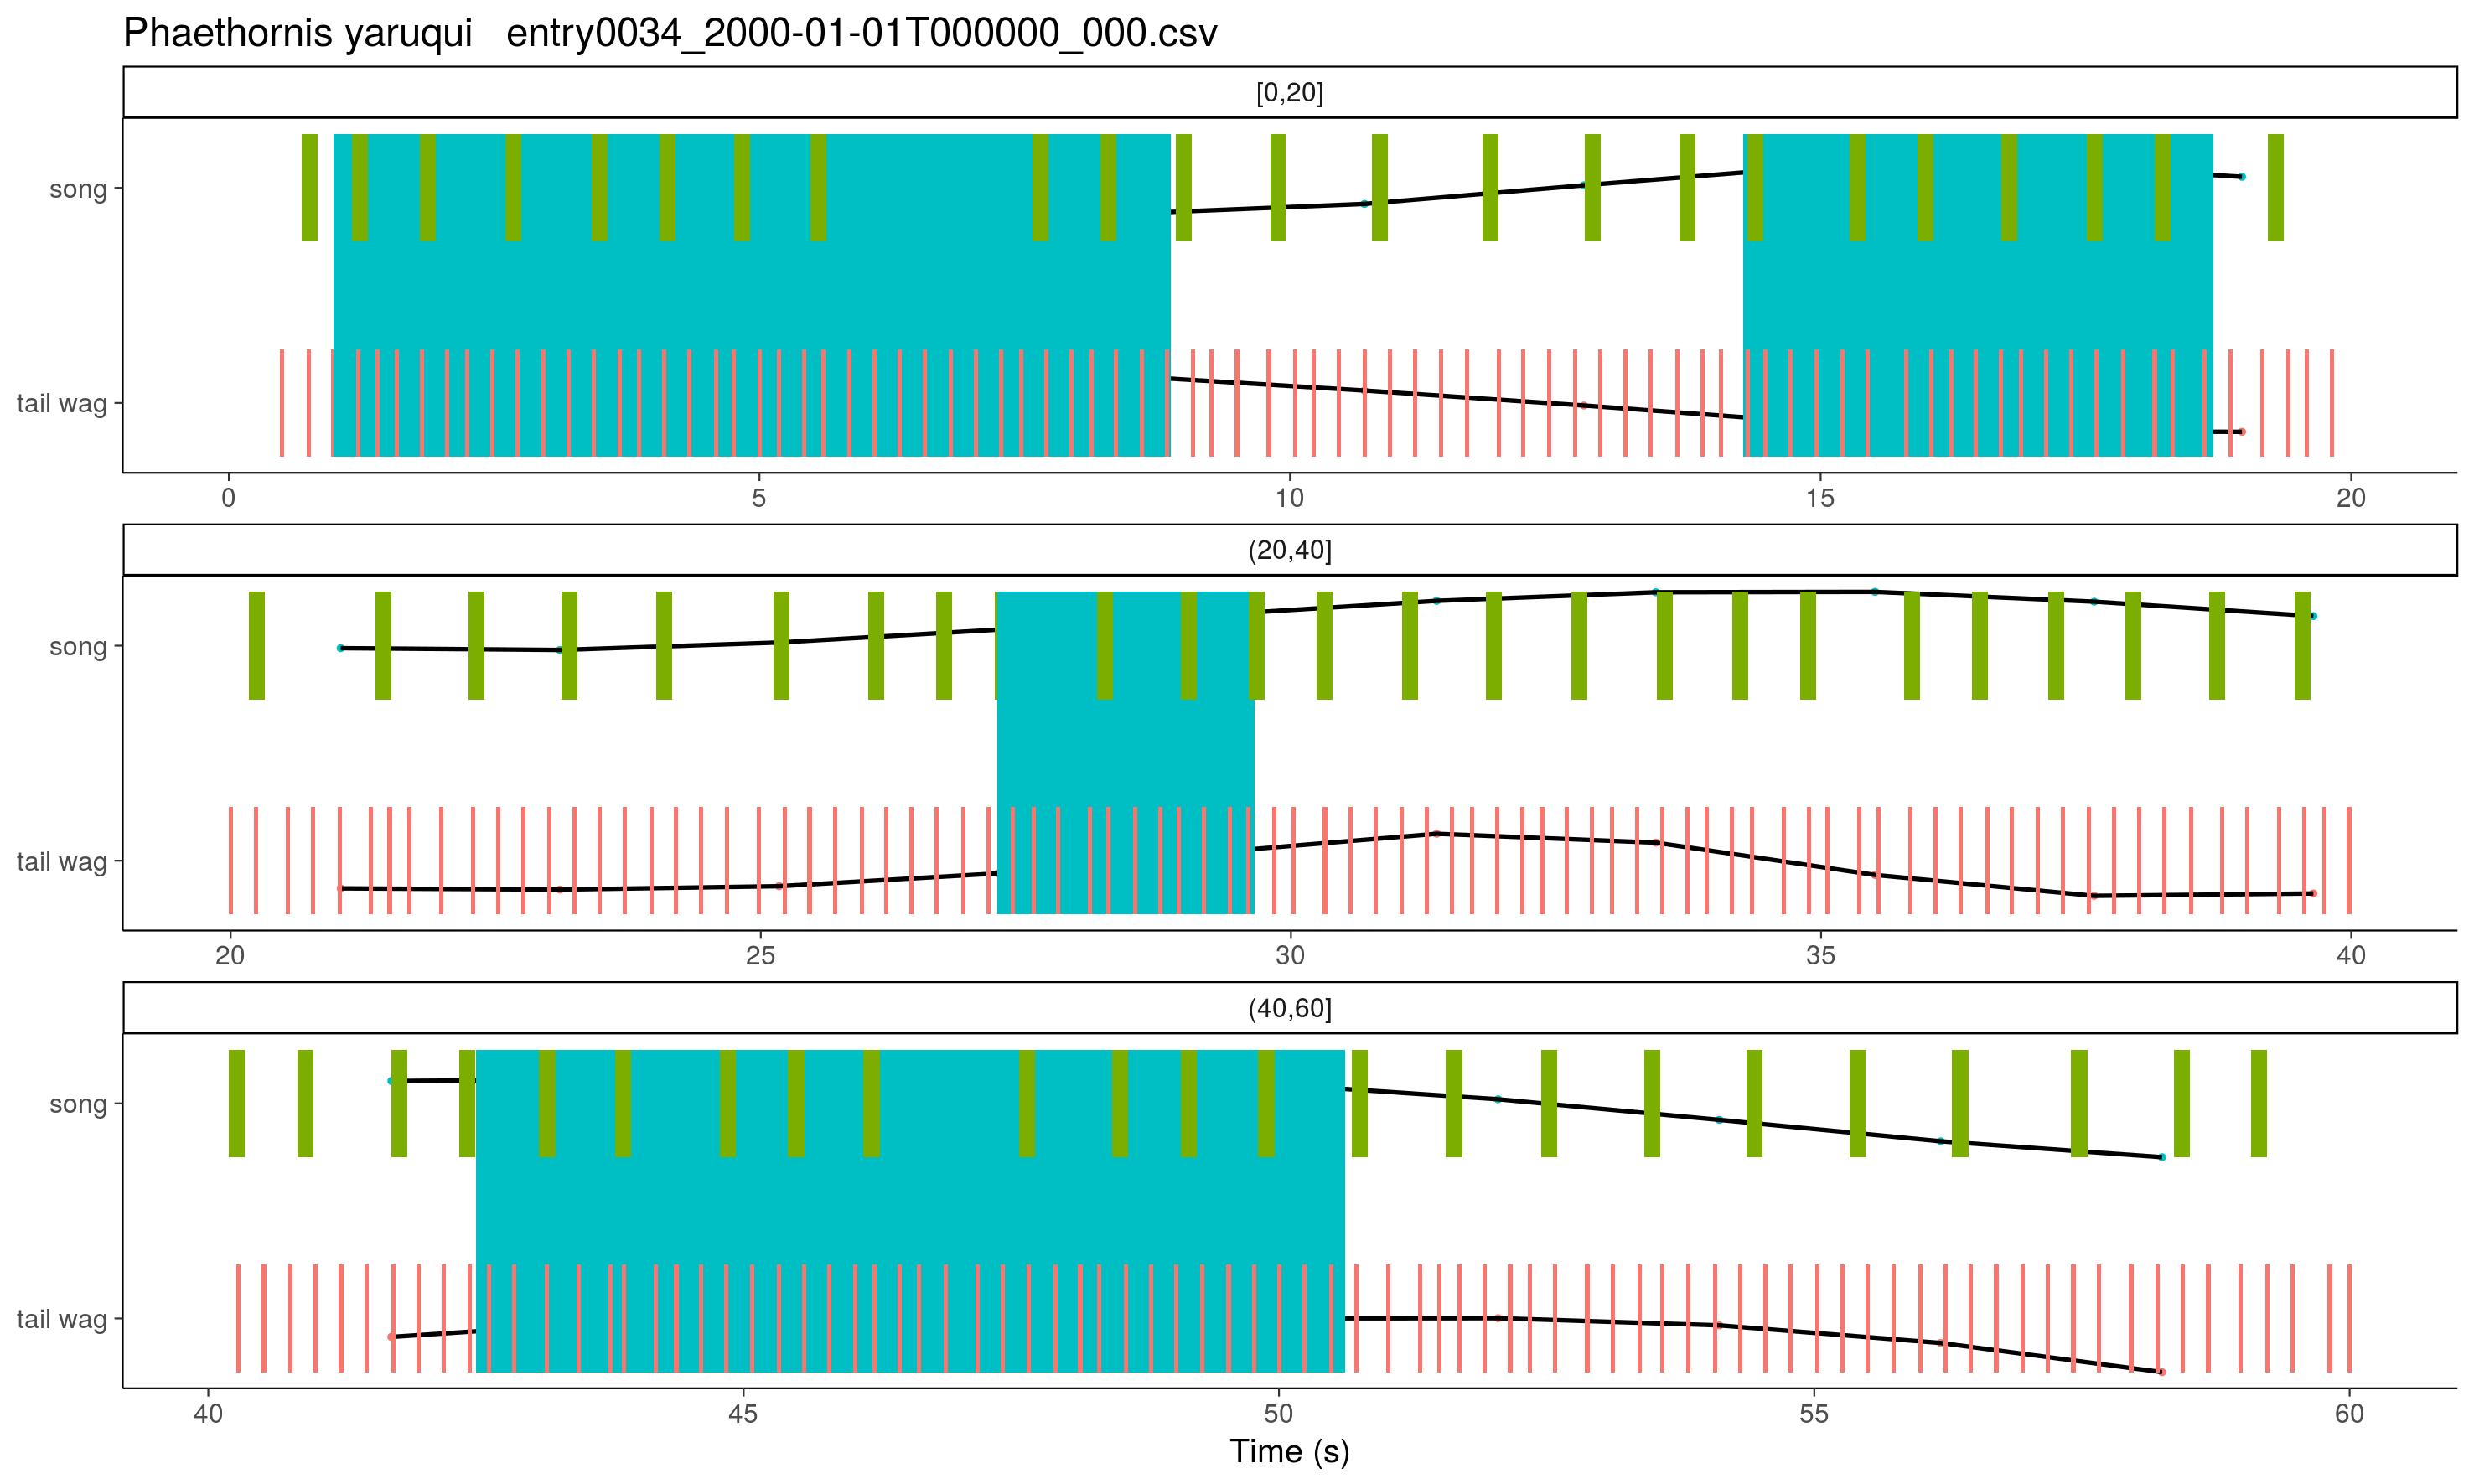 Phaethornis yaruqui   entry0034_2000-01-01T000000_000.csv
[0,20]
song
tail wag
0 5 10 15 20
(20,40]
song
tail wag
20 25 30 35 40
(40,60]
song
tail wag
40 45 50 55 60
Time (s)